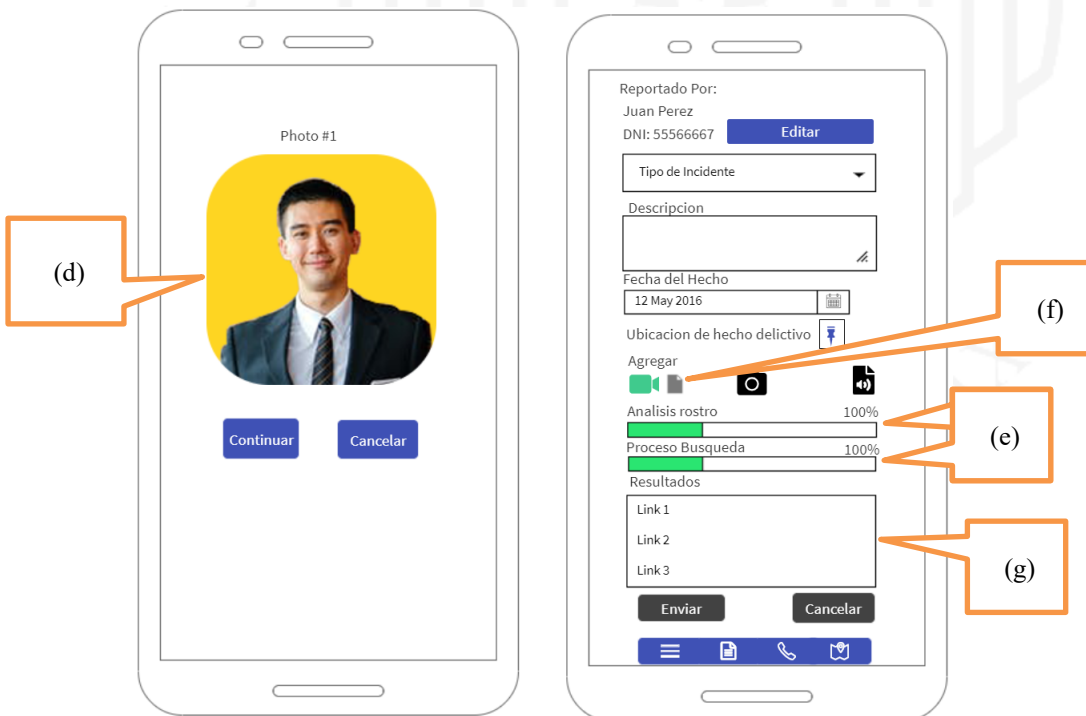 Photo #1
(d)
Continuar
Cancelar
Reportado Por:
Juan Perez
DNI: 55566667
Editar
Tipo de Incidente
Descripcion
Fecha del Hecho
12 May 2016
Ubicacion de hecho delictivo
(f)
Agregar
Analisis rostro 100%
(e)
Proceso Busqueda 100%
Resultados
Link 1
Link 2
Link 3
(g)
Enviar
Cancelar